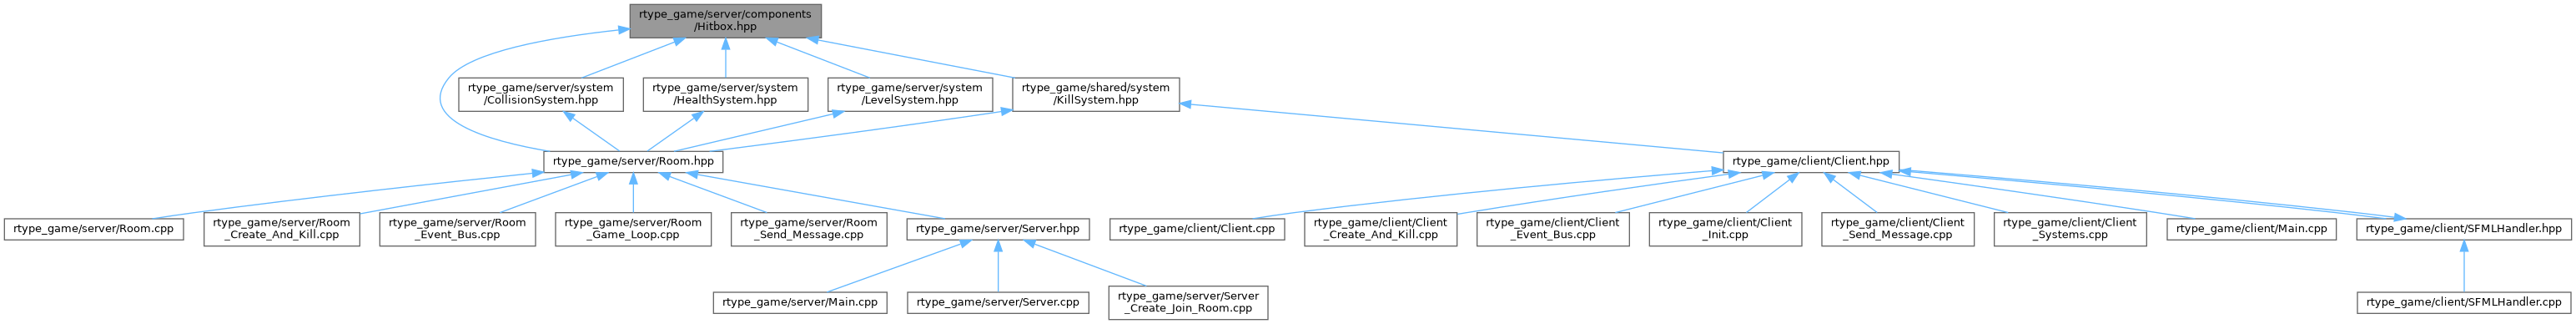 rtype_game/server/components
/Hitbox.hpp
rtype_game/server/system
/CollisionSystem.hpp
rtype_game/server/system
/HealthSystem.hpp
rtype_game/server/system
/LevelSystem.hpp
rtype_game/shared/system
/KillSystem.hpp
rtype_game/server/Room.hpp
rtype_game/client/Client.hpp
rtype_game/server/Room.cpp
rtype_game/server/Room
_Create_And_Kill.cpp
rtype_game/server/Room
_Event_Bus.cpp
rtype_game/server/Room
_Game_Loop.cpp
rtype_game/server/Room
_Send_Message.cpp
rtype_game/server/Server.hpp
rtype_game/client/Client.cpp
rtype_game/client/Client
_Create_And_Kill.cpp
rtype_game/client/Client
_Event_Bus.cpp
rtype_game/client/Client
_Init.cpp
rtype_game/client/Client
_Send_Message.cpp
rtype_game/client/Client
_Systems.cpp
rtype_game/client/Main.cpp
rtype_game/client/SFMLHandler.hpp
rtype_game/server/Main.cpp
rtype_game/server/Server.cpp
rtype_game/server/Server
_Create_Join_Room.cpp
rtype_game/client/SFMLHandler.cpp